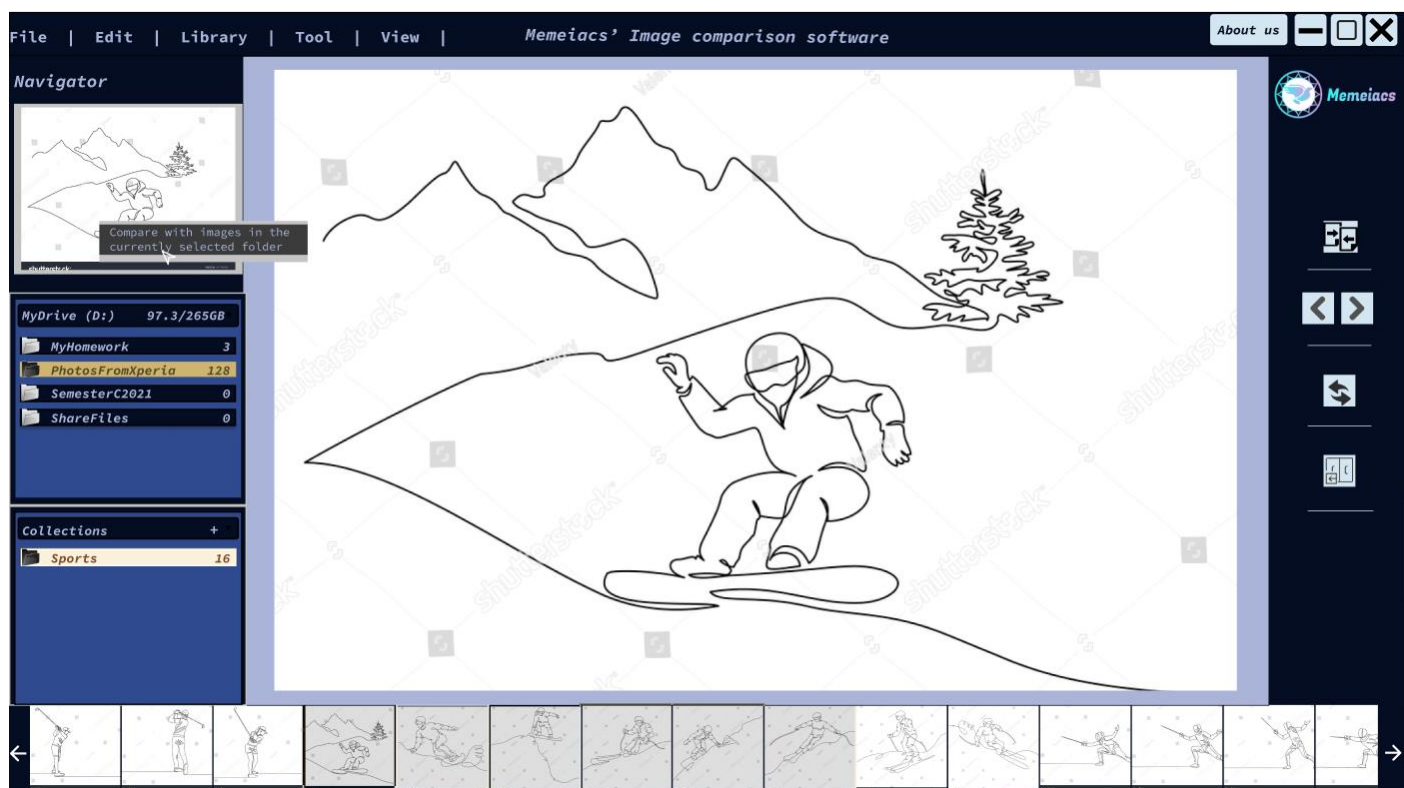 File | Edit | Library | Tool | View |
Memeiacs’ Image comparison software
About us
Navigator
Memeiacs
shutterstock
Compare with images in the
currently selected folder
MyDrive (D:) 97.3/265GB
MyHomework 3
PhotosFromXperia 128
SemesterC2021 0
ShareFiles 0
Collections +
Sports 16
shutterstock
shutterstock
shutterstock
shutterstock
shutterstock
shutterstock